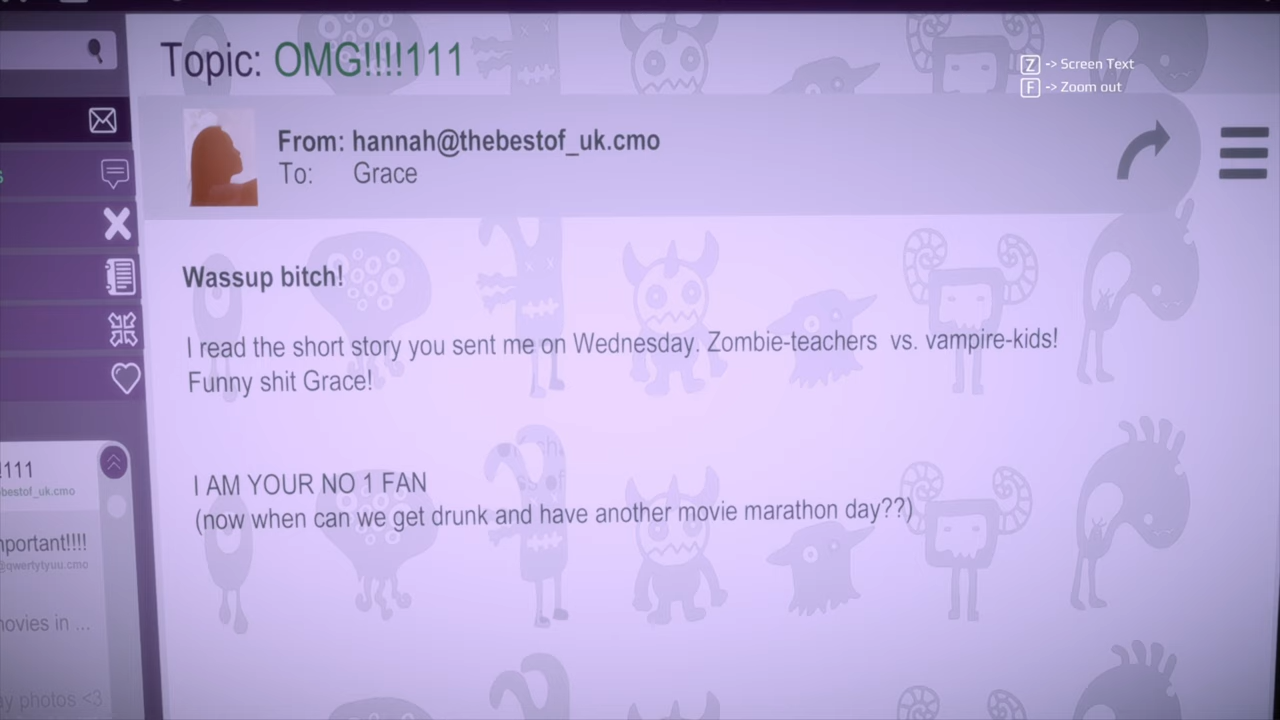 Topic: OMG!!!!111
Z -> Screen Text
F -> Zoom out
From: hannah@thebestof_uk.cmo
To: Grace
Wassup bitch!
I read the short story you sent me on Wednesday. Zombie-teachers vs. vampire-kids!
Funny shit Grace!
I AM YOUR NO 1 FAN
(now when can we get drunk and have another movie marathon day??)
!111
bestof_uk.cmo
mportant!!!!
@qwertytyuu.cmo
movies in ...
ay photos <3